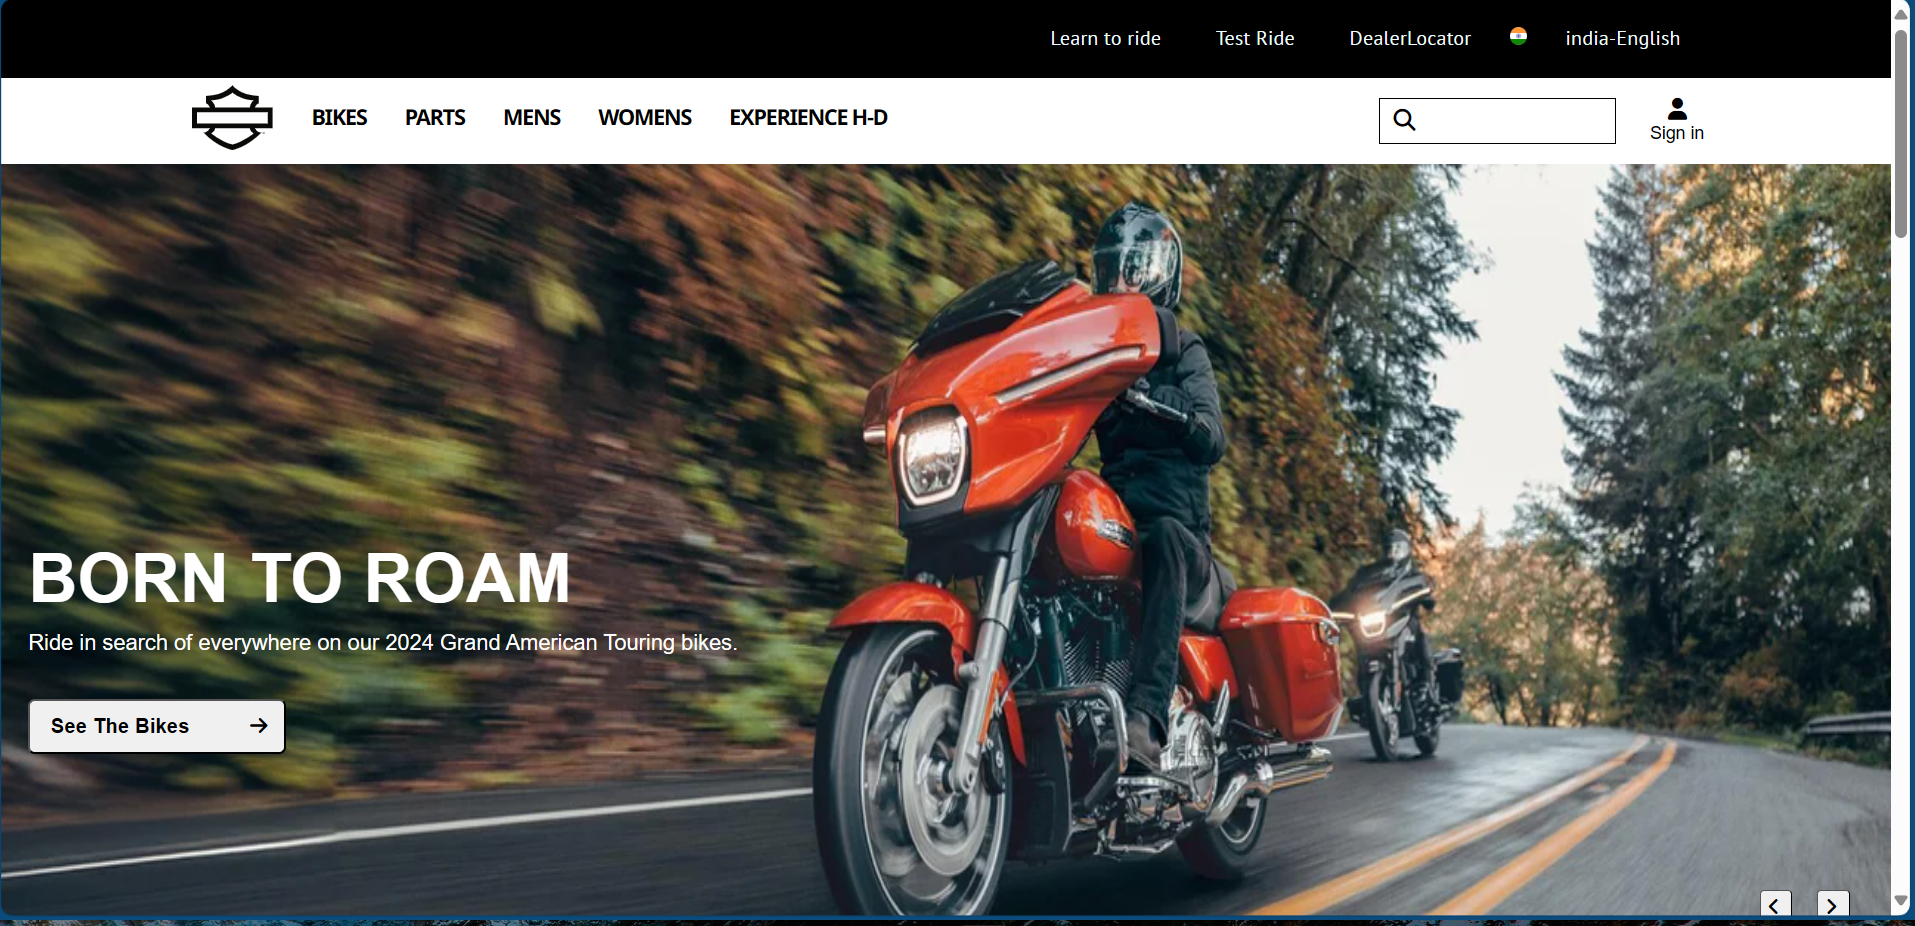 Learn to ride Test Ride DealerLocator india-English
BIKES PARTS MENS WOMENS EXPERIENCE H-D
Sign in
BORN TO ROAM
Ride in search of everywhere on our 2024 Grand American Touring bikes.
See The Bikes